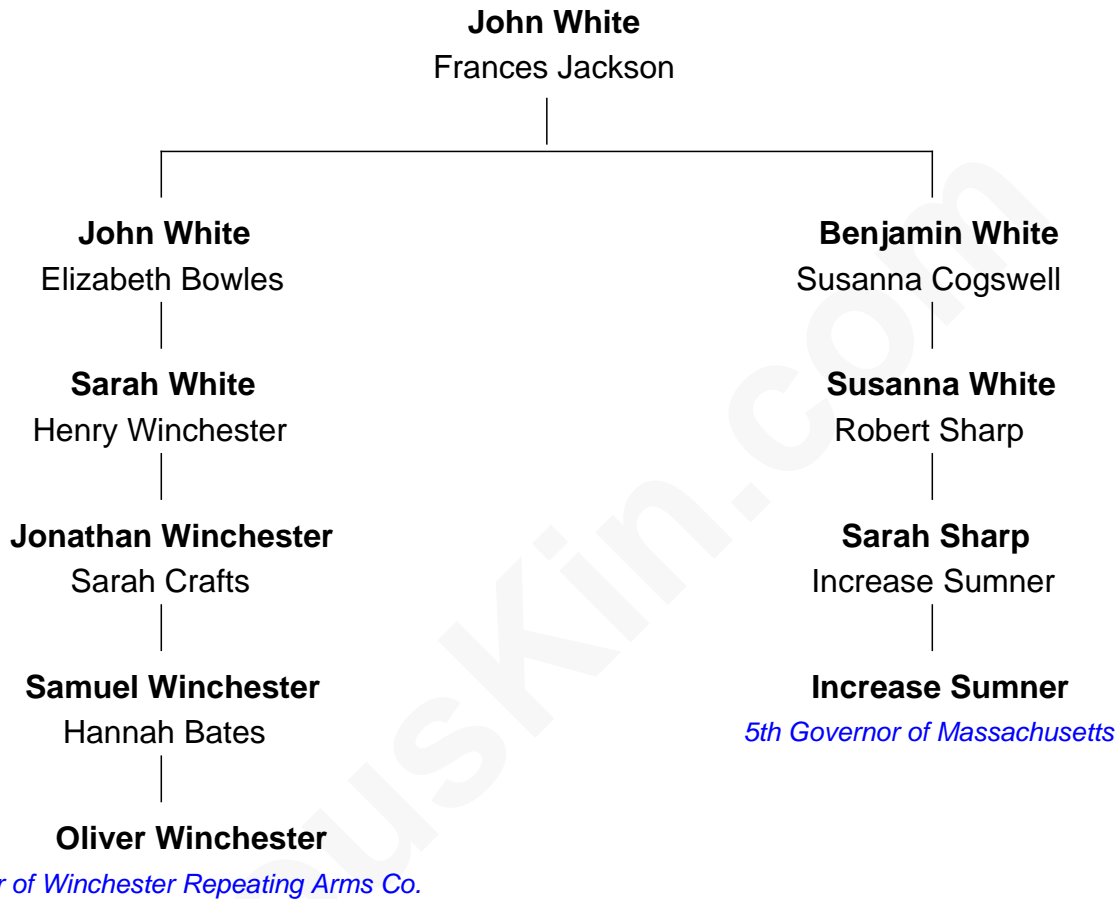 John White
Frances Jackson
John White
Elizabeth Bowles
Benjamin White
Susanna Cogswell
Sarah White
Henry Winchester
Susanna White
Robert Sharp
Jonathan Winchester
Sarah Crafts
Sarah Sharp
Increase Sumner
Samuel Winchester
Hannah Bates
Increase Sumner
5th Governor of Massachusetts
Oliver Winchester
r of Winchester Repeating Arms Co.
ousKin.com